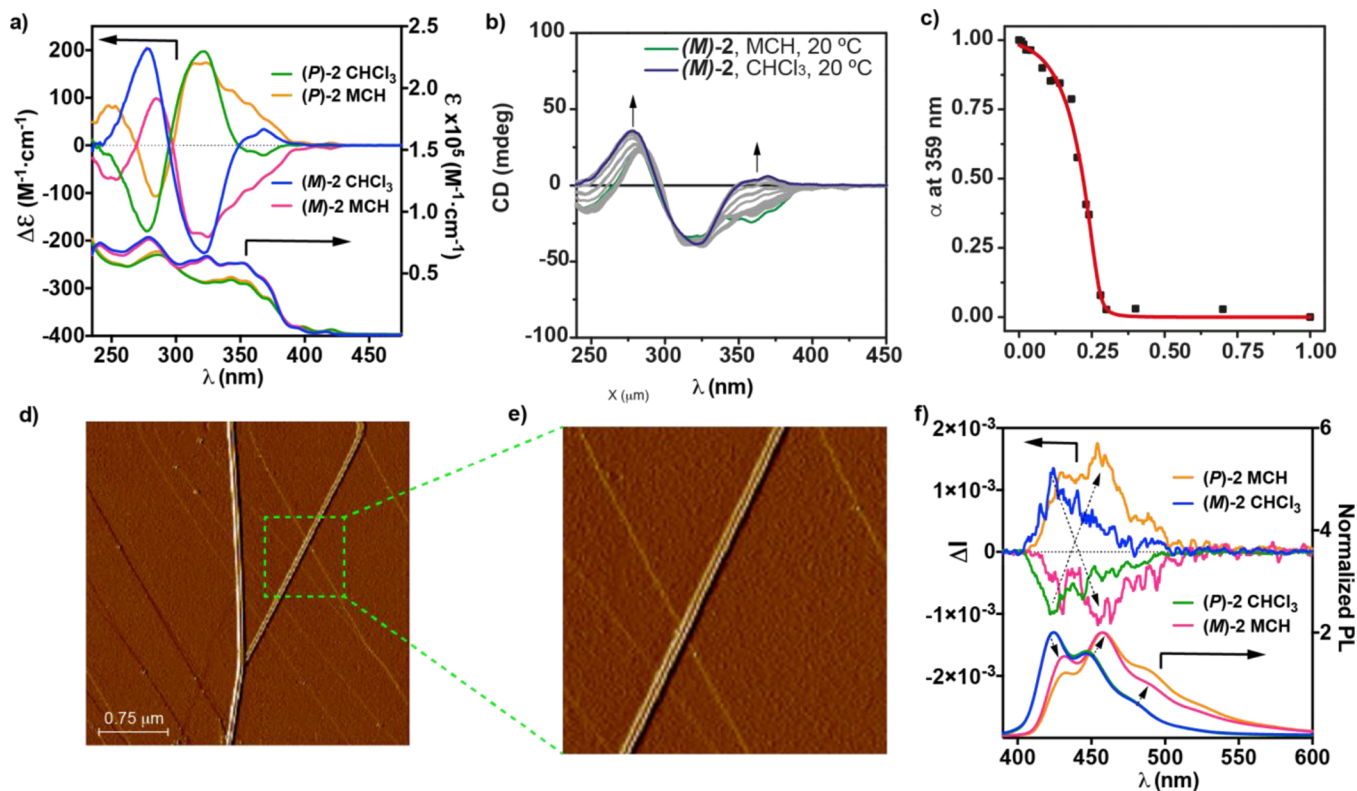 a)
200
100
0
-100
-200
-300
-400
Δε (M⁻¹·cm⁻¹)
(P)-2 CHCl₃
(P)-2 MCH
(M)-2 CHCl₃
(M)-2 MCH
2.5
2.0
1.5
1.0
0.5
ε x10⁵ (M⁻¹·cm⁻¹)
250 300 350 400 450
λ (nm)
b)
100
50
0
-50
-100
CD (mdeg)
(M)-2, MCH, 20 ºC
(M)-2, CHCl₃, 20 ºC
250 300 350 400 450
X (μm)
λ (nm)
c)
1.00
0.75
0.50
0.25
0.00
α at 359 nm
0.00 0.25 0.50 0.75 1.00
d)
0.75 μm
e)
f)
2×10⁻³
1×10⁻³
0
-1×10⁻³
-2×10⁻³
ΔI
(P)-2 MCH
(M)-2 CHCl₃
(P)-2 CHCl₃
(M)-2 MCH
6
4
2
Normalized PL
400 450 500 550 600
λ (nm)